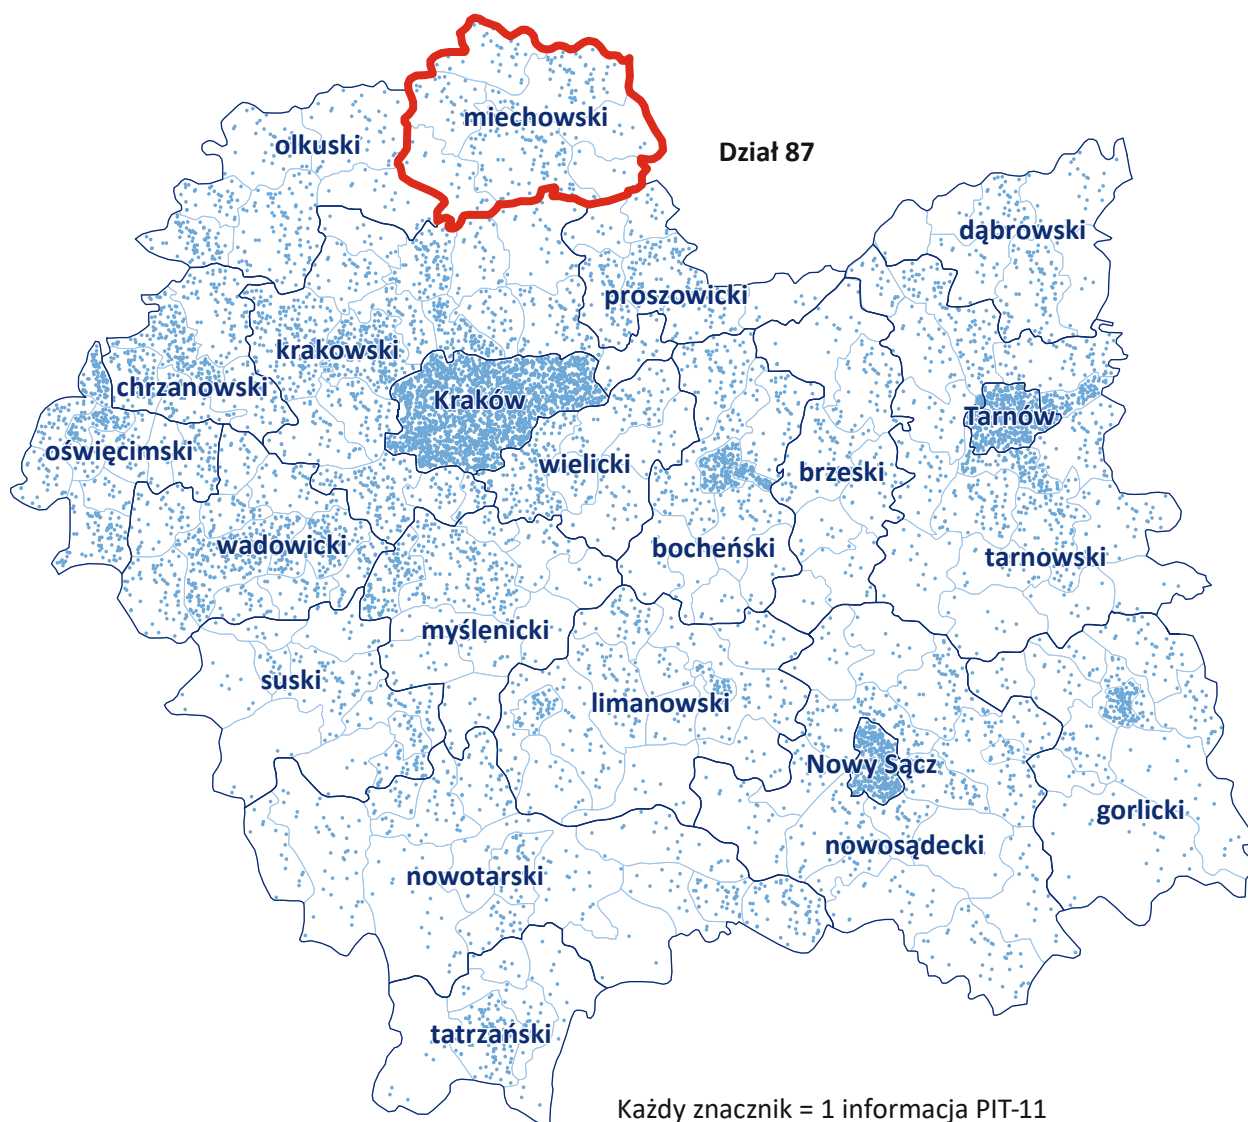 miechowski
olkuski
Dział 87
dąbrowski
proszowicki
krakowski
chrzanowski
Kraków
Tarnów
oświęcimski
wielicki
brzeski
wadowicki
bocheński
tarnowski
myślenicki
suski
limanowski
Nowy Sącz
gorlicki
nowosądecki
nowotarski
tatrzański
Każdy znacznik = 1 informacja PIT-11